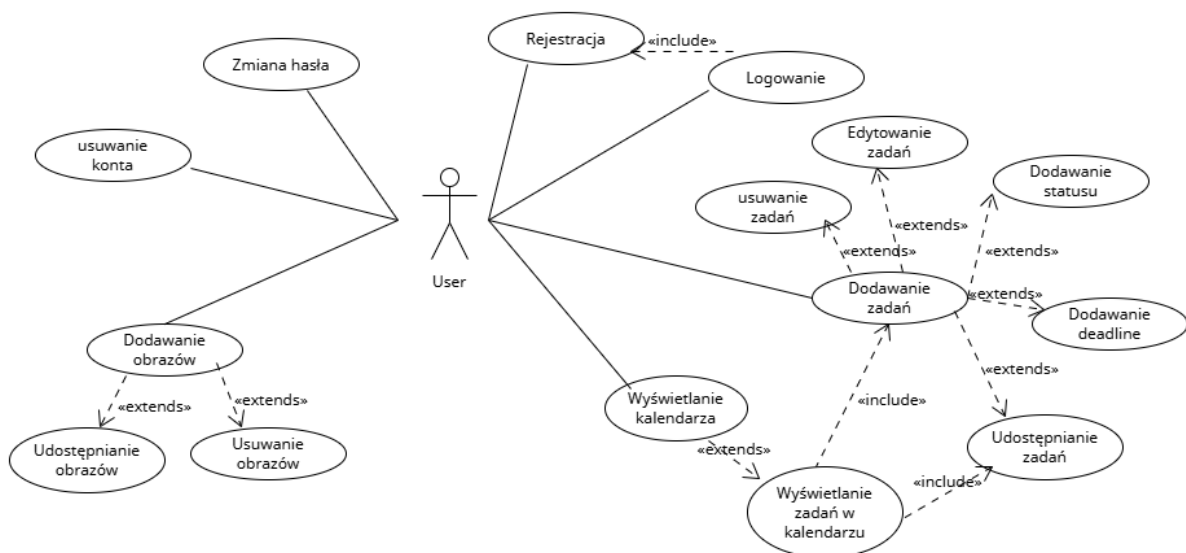 Rejestracja
«include»
Zmiana hasła
Logowanie
usuwanie
konta
Edytowanie
zadań
Dodawanie
statusu
usuwanie
zadań
«extends»
«extends»
«extends»
User
Dodawanie
zadań
«extends»
Dodawanie
deadline
Dodawanie
obrazów
«extends»
Wyświetlanie
kalendarza
«include»
«extends»
«extends»
Udostępnianie
obrazów
Usuwanie
obrazów
«extends»
Udostępnianie
zadań
«include»
Wyświetlanie
zadań w
kalendarzu